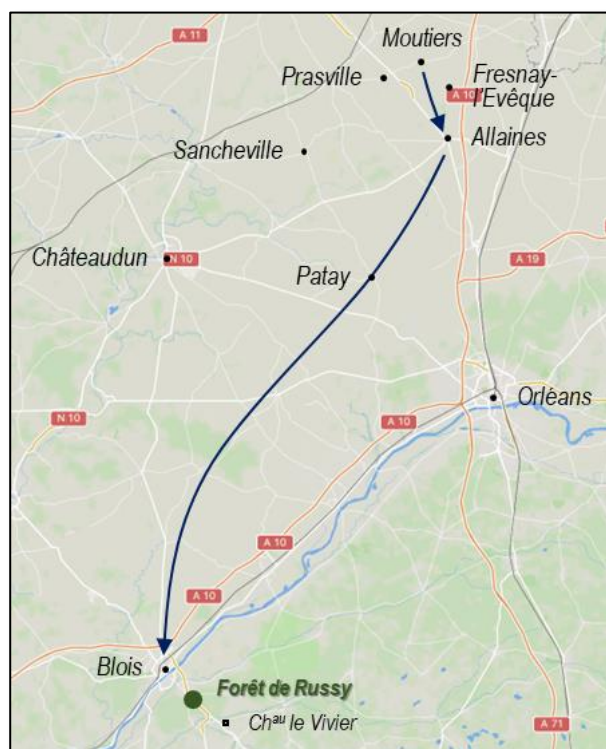 A 11
Moutiers
Prasville
Fresnay-
A 10
l'Evêque
Allaines
Sancheville
Châteaudun
N 10
Patay
A 19
Orléans
N 10
A 10
A 10
A 10
Blois
Forêt de Russy
Chau le Vivier
A 71